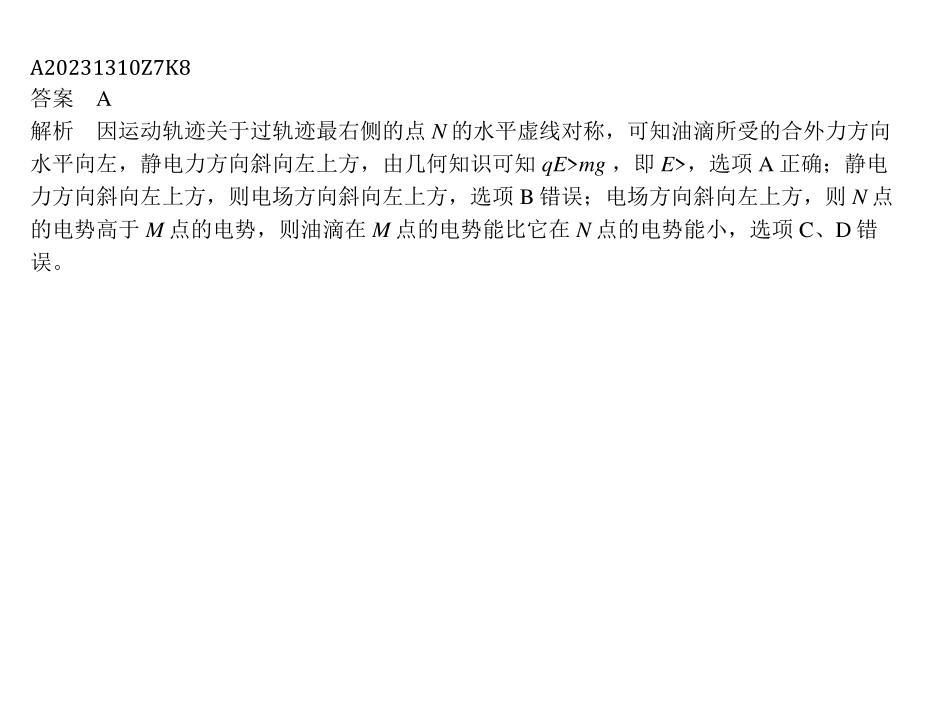 A20231310Z7K8
答案　A
解析　因运动轨迹关于过轨迹最右侧的点 N 的水平虚线对称，可知油滴所受的合外力方向
水平向左，静电力方向斜向左上方，由几何知识可知 qE>mg ，即 E>，选项 A 正确；静电
力方向斜向左上方，则电场方向斜向左上方，选项 B 错误；电场方向斜向左上方，则 N 点
的电势高于 M 点的电势，则油滴在 M 点的电势能比它在 N 点的电势能小，选项 C、D 错
误。